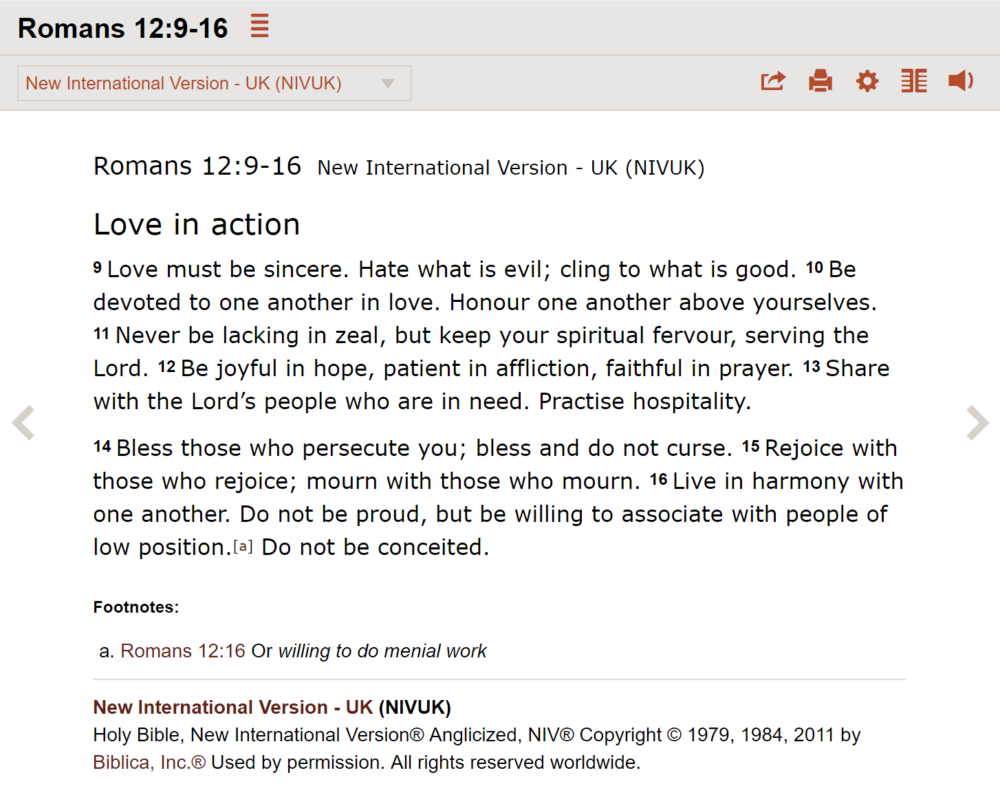 Romans 12:9-16
New International Version - UK (NIVUK)
Romans 12:9-16 New International Version - UK (NIVUK)
Love in action
9 Love must be sincere. Hate what is evil; cling to what is good. 10 Be
devoted to one another in love. Honour one another above yourselves.
11 Never be lacking in zeal, but keep your spiritual fervour, serving the
Lord. 12 Be joyful in hope, patient in affliction, faithful in prayer. 13 Share
with the Lord’s people who are in need. Practise hospitality.
14 Bless those who persecute you; bless and do not curse. 15 Rejoice with
those who rejoice; mourn with those who mourn. 16 Live in harmony with
one another. Do not be proud, but be willing to associate with people of
low position.[a] Do not be conceited.
Footnotes:
a. Romans 12:16 Or willing to do menial work
New International Version - UK (NIVUK)
Holy Bible, New International Version® Anglicized, NIV® Copyright © 1979, 1984, 2011 by
Biblica, Inc.® Used by permission. All rights reserved worldwide.